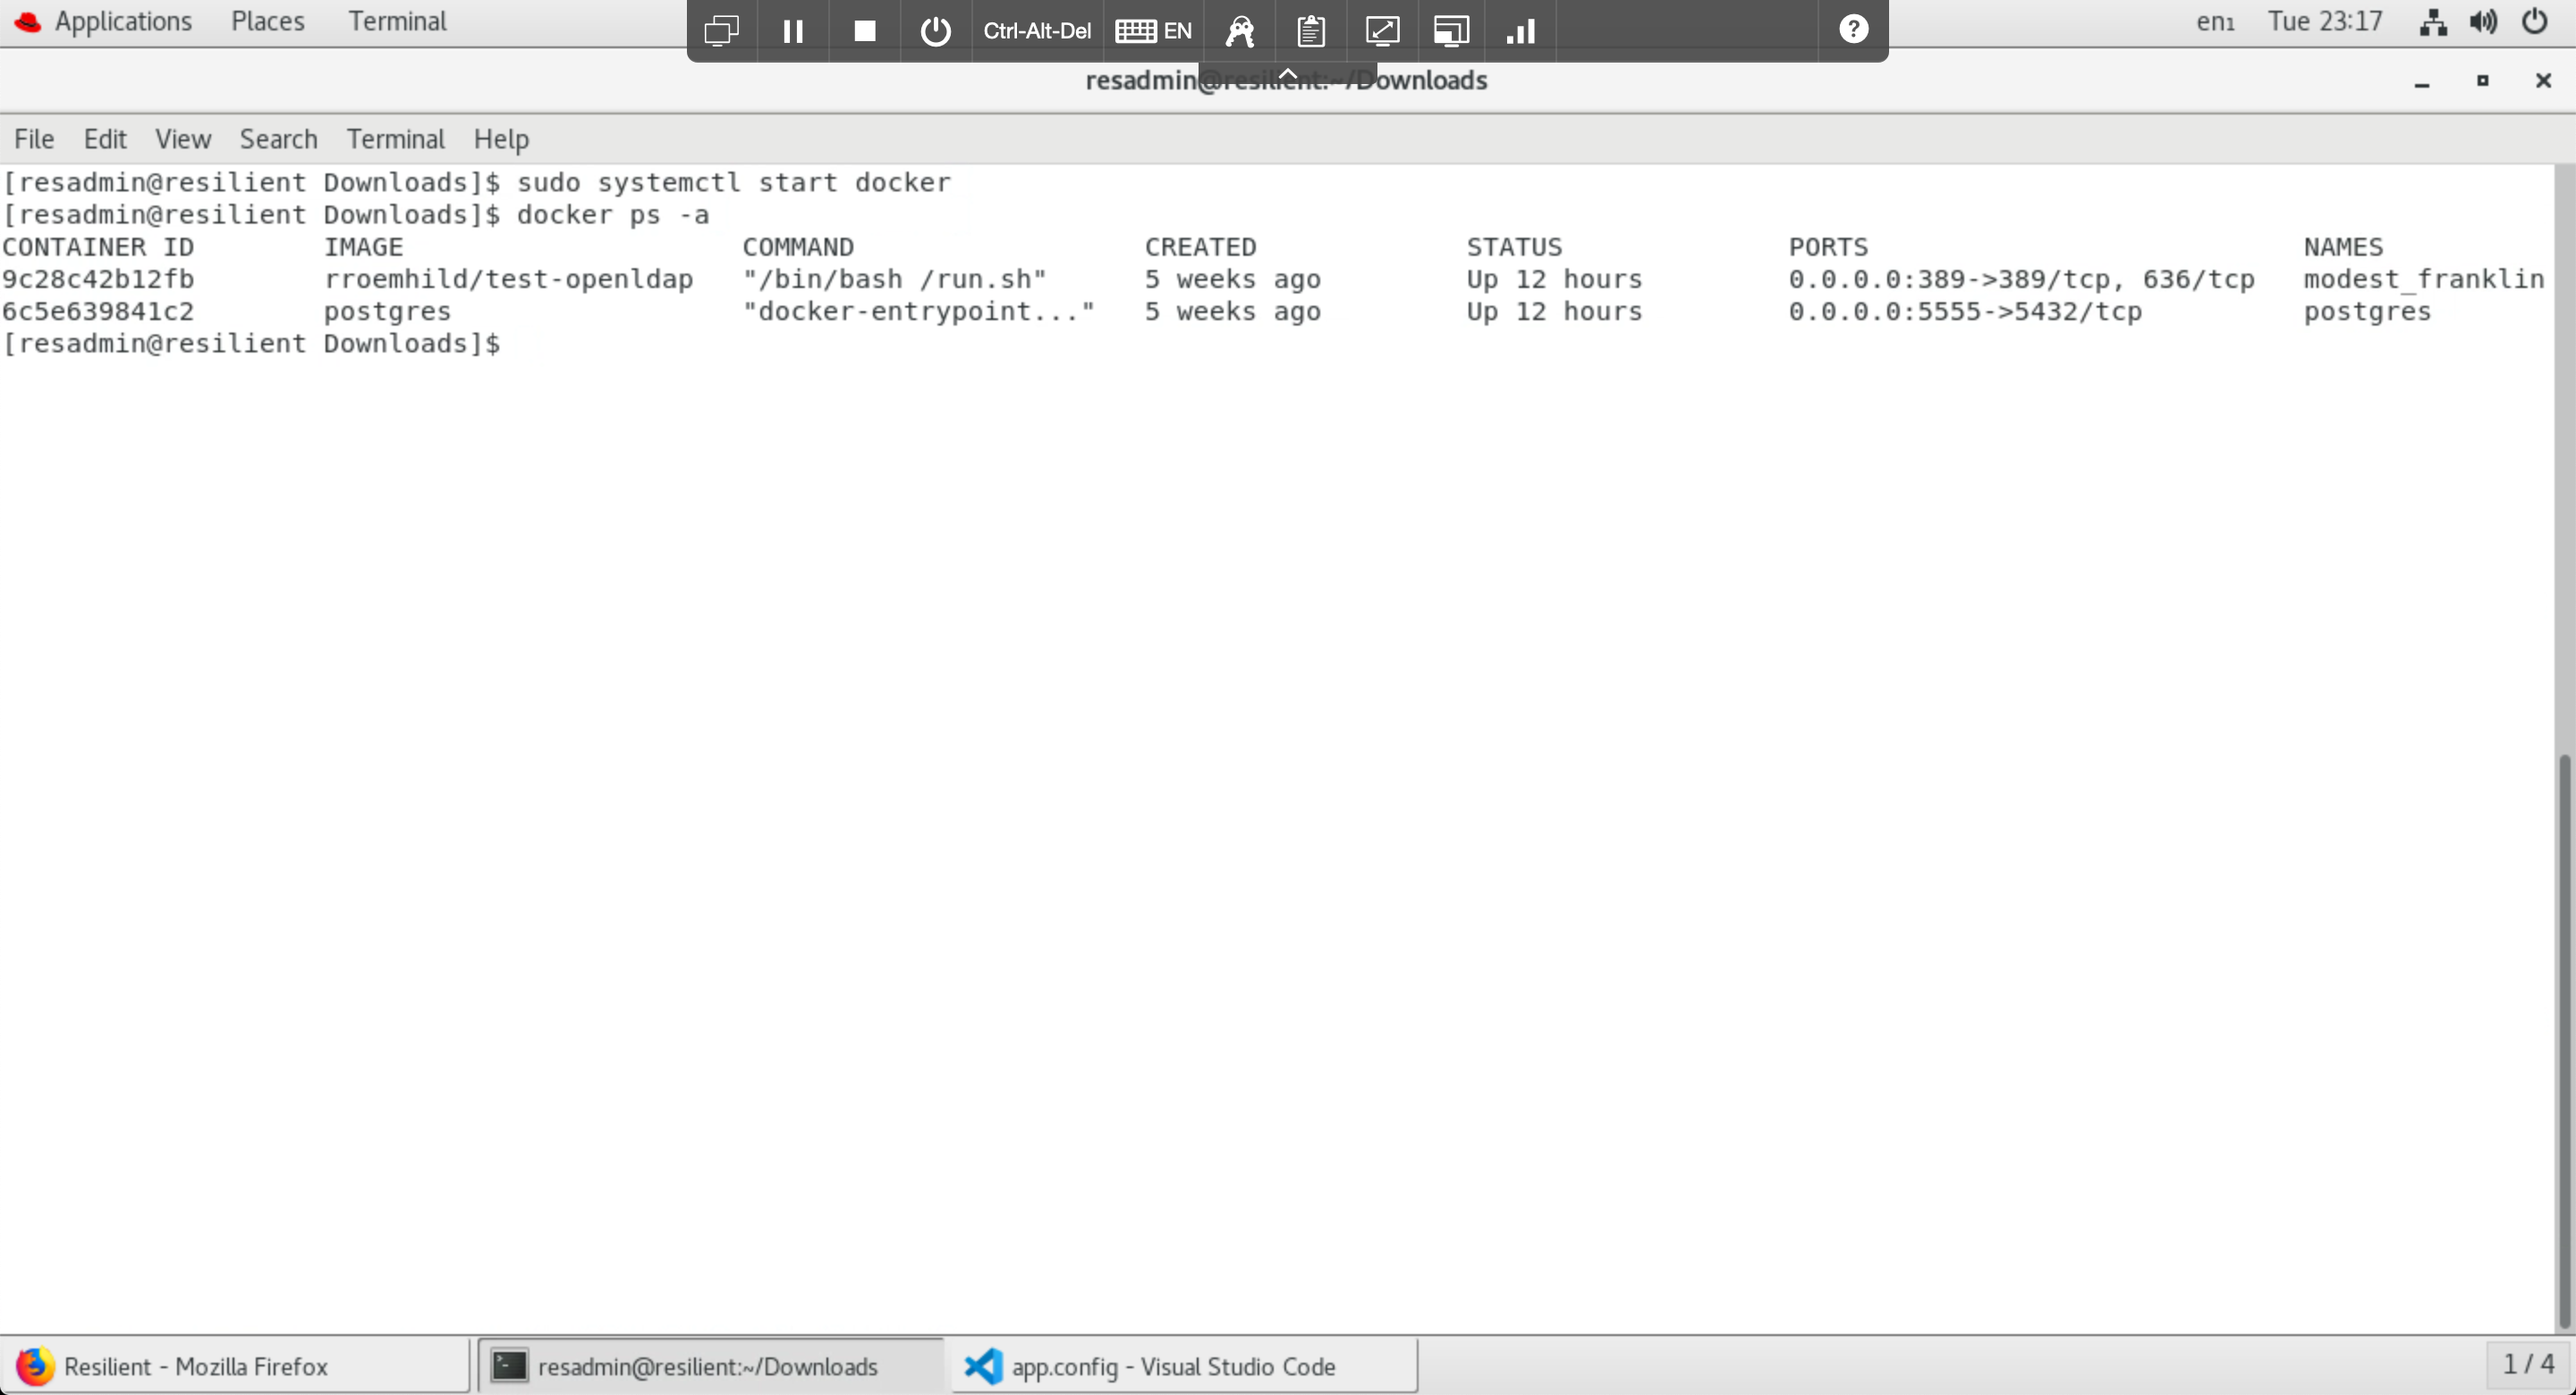 Applications Places Terminal
Ctrl-Alt-Del EN
en1 Tue 23:17
resadmin@resilient:~/Downloads
File Edit View Search Terminal Help
[resadmin@resilient Downloads]$ sudo systemctl start docker
[resadmin@resilient Downloads]$ docker ps -a
CONTAINER ID IMAGE COMMAND CREATED STATUS PORTS NAMES
9c28c42b12fb rroemhild/test-openldap "/bin/bash /run.sh" 5 weeks ago Up 12 hours 0.0.0.0:389->389/tcp, 636/tcp modest_franklin
6c5e639841c2 postgres "docker-entrypoint..." 5 weeks ago Up 12 hours 0.0.0.0:5555->5432/tcp postgres
[resadmin@resilient Downloads]$
Resilient - Mozilla Firefox resadmin@resilient:~/Downloads app.config - Visual Studio Code 1 / 4